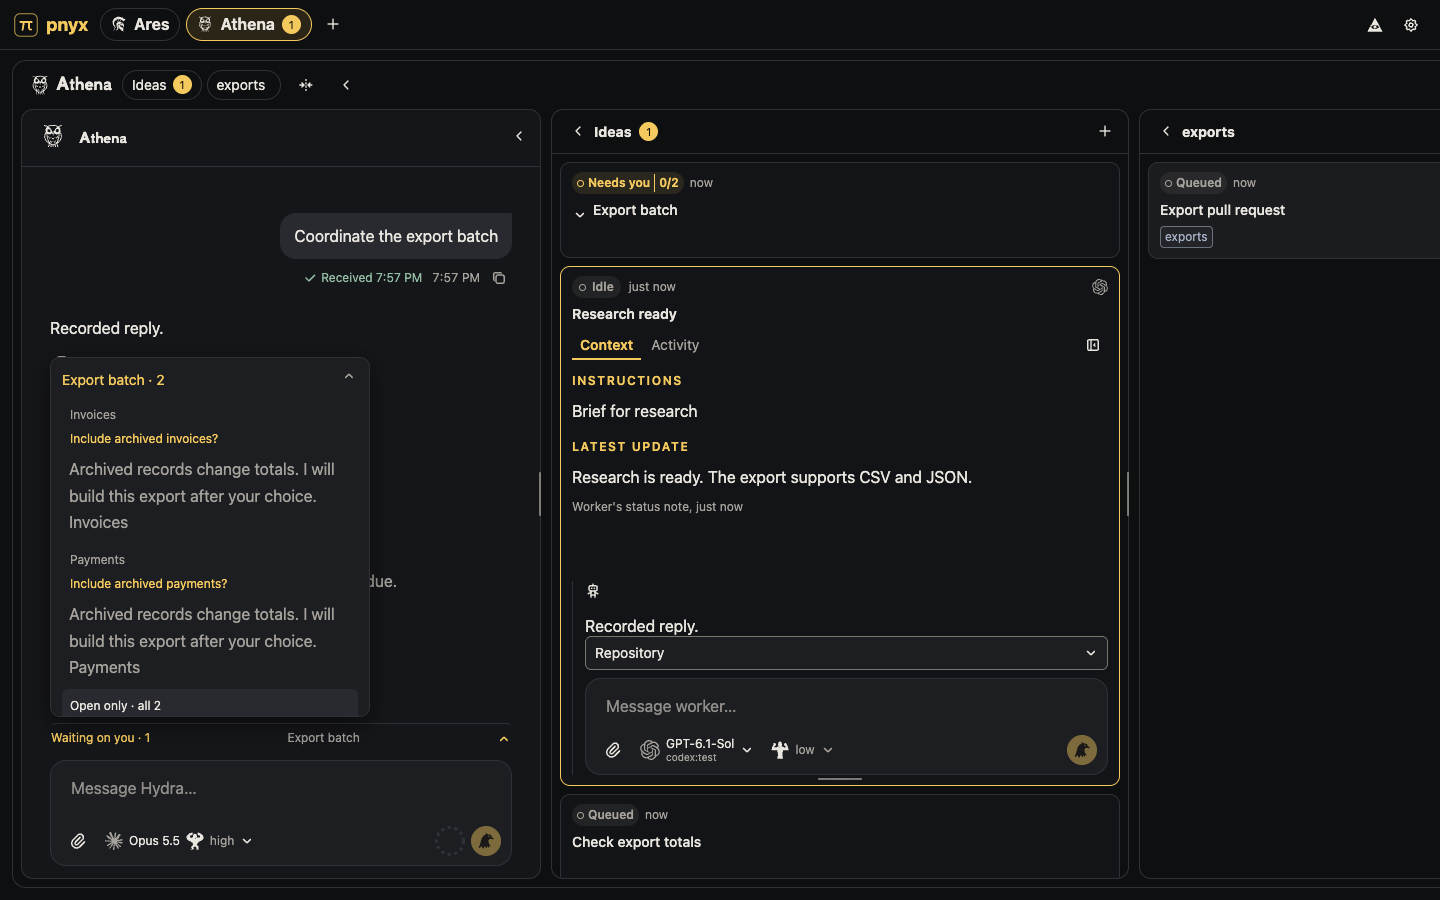 π pnyx
Ares
Athena 1
Athena
Ideas 1
exports
Athena
Coordinate the export batch
Received 7:57 PM 7:57 PM
Recorded reply.
Export batch · 2
Invoices
Include archived invoices?
Archived records change totals. I will
build this export after your choice.
Invoices
Payments
Include archived payments?
Archived records change totals. I will
build this export after your choice.
Payments
Open only · all 2
due.
Waiting on you · 1
Export batch
Message Hydra...
Opus 5.5 high
Ideas 1
Needs you 0/2 now
Export batch
Idle just now
Research ready
Context Activity
INSTRUCTIONS
Brief for research
LATEST UPDATE
Research is ready. The export supports CSV and JSON.
Worker's status note, just now
Recorded reply.
Repository
Message worker...
GPT-6.1-Sol
codex:test
low
Queued now
Check export totals
exports
Queued now
Export pull request
exports